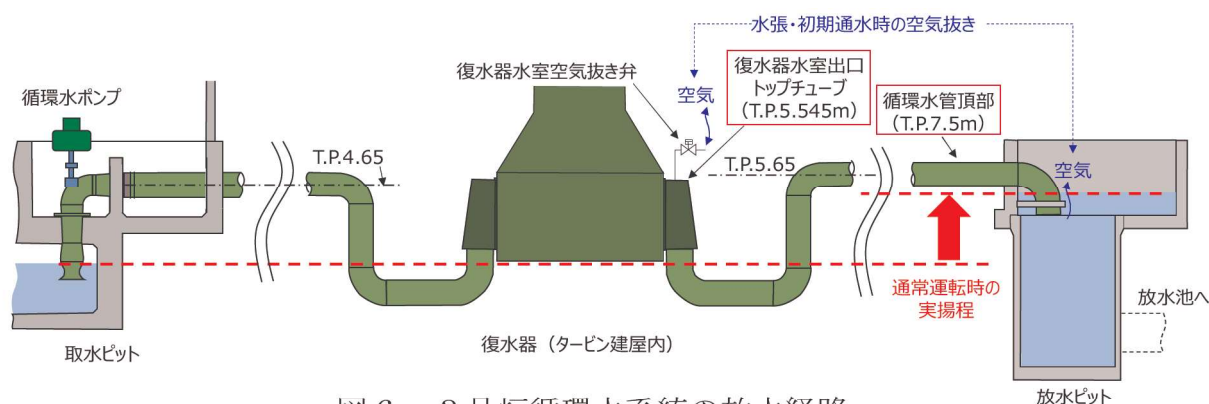 水張・初期通水時の空気抜き
循環水ポンプ
復水器水室空気抜き弁
空気
復水器水室出口
トップチューブ
(T.P.5.545m)
循環水管頂部
(T.P.7.5m)
T.P.4.65
T.P.5.65
空気
通常運転時の
実揚程
放水池へ
取水ピット
復水器（タービン建屋内）
放水ピット